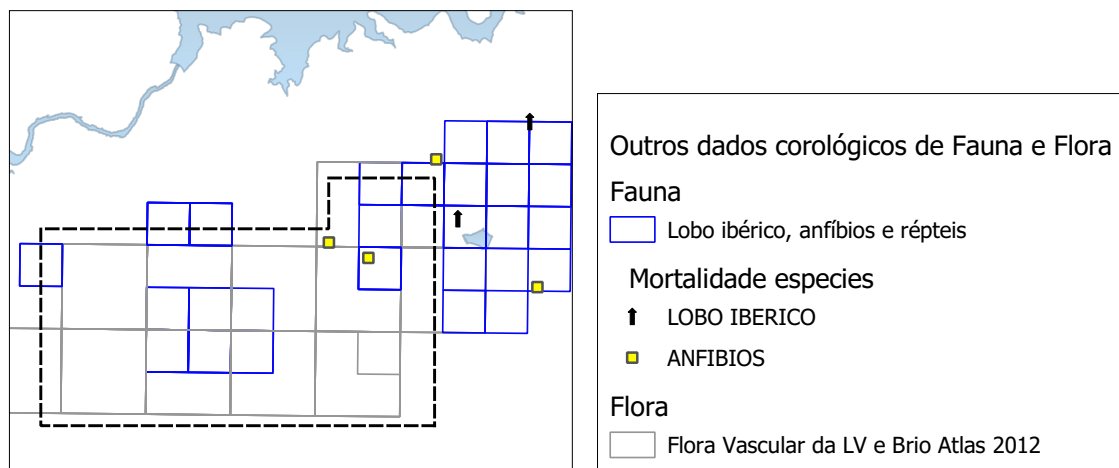 Outros dados corológicos de Fauna e Flora
Fauna
Lobo ibérico, anfíbios e répteis
Mortalidade especies
LOBO IBERICO
ANFIBIOS
Flora
Flora Vascular da LV e Brio Atlas 2012